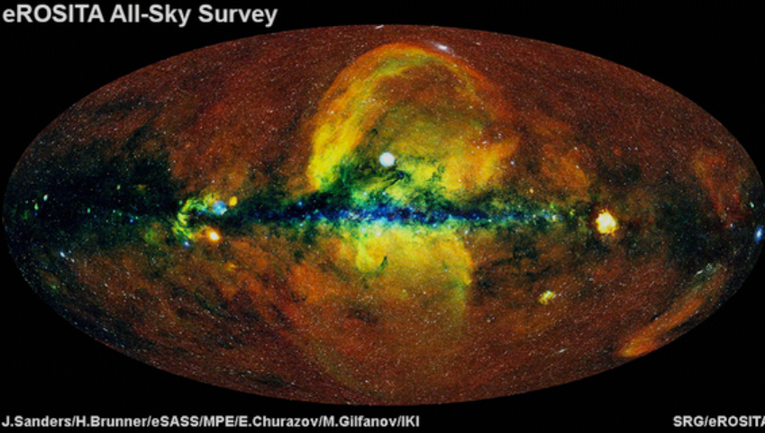 eROSITA All-Sky Survey
J.Sanders/H.Brunner/eSASS/MPE/E.Churazov/M.Gilfanov/IKI
SRG/eROSITA